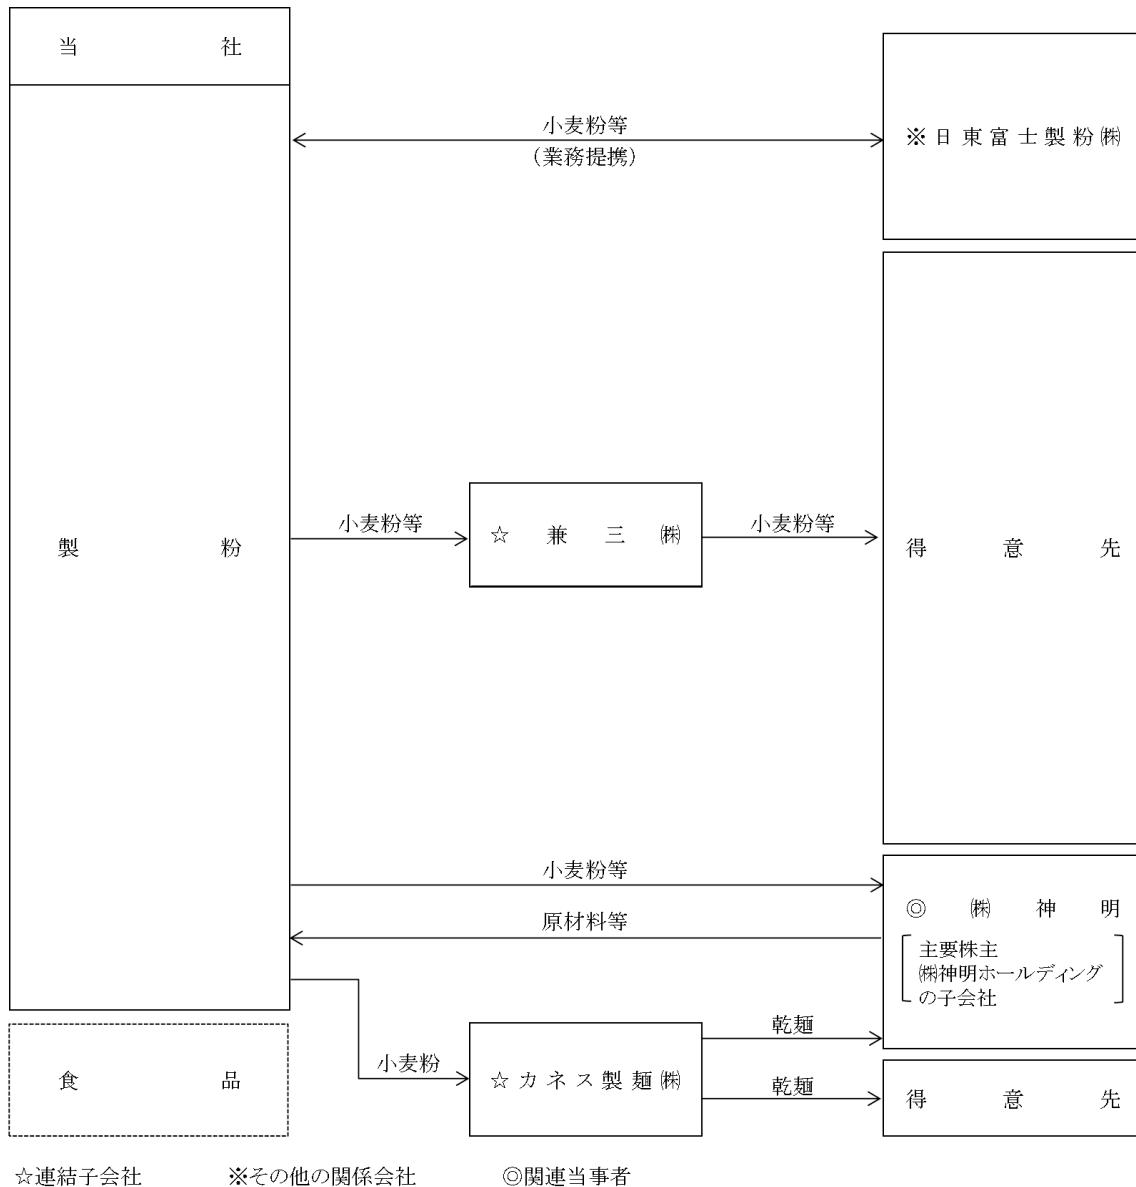 当社
小麦粉等
(業務提携)
※日東富士製粉㈱
製粉
小麦粉等
☆兼三㈱
小麦粉等
得意先
小麦粉等
原材料等
◎㈱神明
主要株主
㈱神明ホールディング
の子会社
食品
小麦粉
☆カネス製麺㈱
乾麺
乾麺
得意先
☆連結子会社 ※その他の関係会社 ◎関連当事者